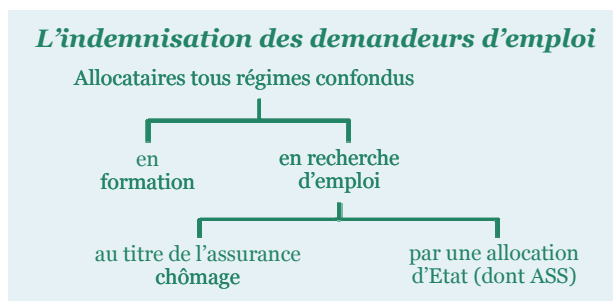 L'indemnisation des demandeurs d'emploi
Allocataires tous régimes confondus
en
formation
en recherche
d'emploi
au titre de l'assurance
chômage
par une allocation
d'Etat (dont ASS)